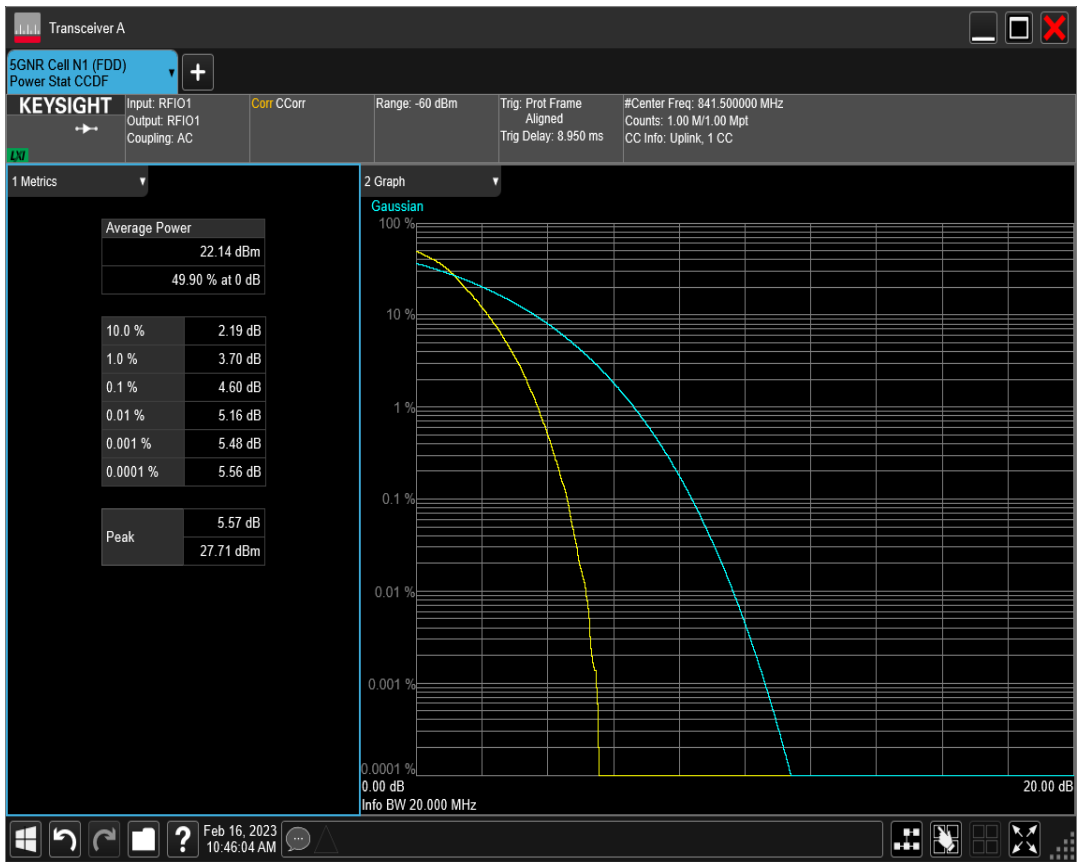 Transceiver A
5GNR Cell N1 (FDD)
Power Stat CCDF
+
KEYSIGHT
LXI
Input: RFIO1
Output: RFIO1
Coupling: AC
Corr CCorr
Range: -60 dBm
Trig: Prot Frame
Aligned
Trig Delay: 8.950 ms
#Center Freq: 841.500000 MHz
Counts: 1.00 M/1.00 Mpt
CC Info: Uplink, 1 CC
1 Metrics
Average Power
22.14 dBm
49.90 % at 0 dB
10.0 % 2.19 dB
1.0 % 3.70 dB
0.1 % 4.60 dB
0.01 % 5.16 dB
0.001 % 5.48 dB
0.0001 % 5.56 dB
Peak 5.57 dB
27.71 dBm
2 Graph
Gaussian
100 %
10 %
1 %
0.1 %
0.01 %
0.001 %
0.0001 %
0.00 dB 20.00 dB
Info BW 20.000 MHz
?
Feb 16, 2023
10:46:04 AM